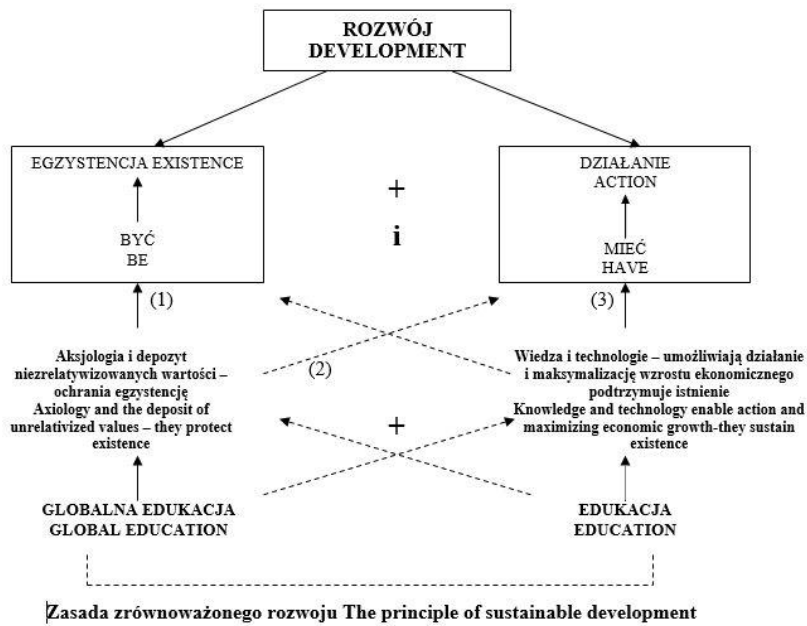 ROZWÓJ
DEVELOPMENT
EGZYSTENCJA EXISTENCE
BYĆ
BE
+
i
DZIAŁANIE
ACTION
MIEĆ
HAVE
(1)
(2)
(3)
Aksjologia i depozyt
niezrelatywizowanych wartości –
ochrania egzystencję
Axiology and the deposit of
unrelativized values – they protect
existence
+
Wiedza i technologie – umożliwiają działanie
i maksymalizację wzrostu ekonomicznego
podtrzymuje istnienie
Knowledge and technology enable action and
maximizing economic growth-they sustain
existence
GLOBALNA EDUKACJA
GLOBAL EDUCATION
EDUKACJA
EDUCATION
Zasada zrównoważonego rozwoju The principle of sustainable development